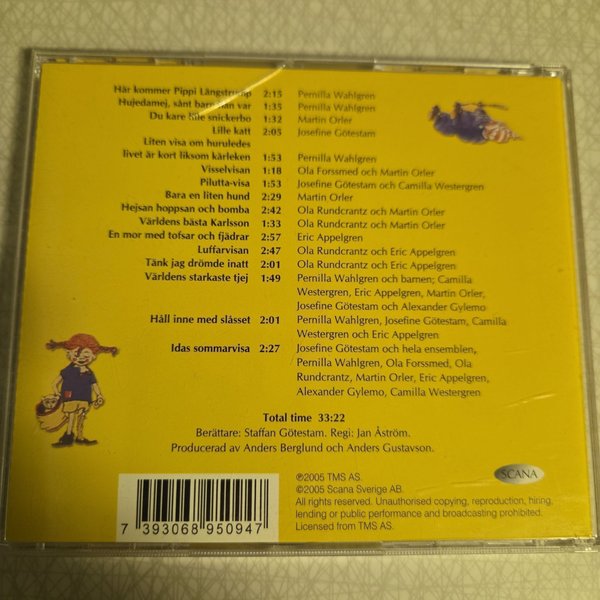 Här kommer Pippi Långstrump 2:15 Pernilla Wahlgren
Hujedamej, sånt barn han var 1:35 Pernilla Wahlgren
Du kare lille snickerbo 1:32 Martin Orler
Lille katt 2:05 Josefine Götestam
Liten visa om huruledes
livet är kort liksom kärleken 1:53 Pernilla Wahlgren
Visselvisan 1:18 Ola Forssmed och Martin Orler
Pilutta-visa 1:53 Josefine Götestam och Camilla Westergren
Bara en liten hund 2:29 Martin Orler
Hejsan hoppsan och bomba 2:42 Ola Rundcrantz och Martin Orler
Världens bästa Karlsson 1:33 Ola Rundcrantz och Martin Orler
En mor med tofsar och fjädrar 2:57 Eric Appelgren
Luffarvisan 2:47 Ola Rundcrantz och Eric Appelgren
Tänk jag drömde inatt 2:01 Ola Rundcrantz och Eric Appelgren
Världens starkaste tjej 1:49 Pernilla Wahlgren och barnen; Camilla
Westergren, Eric Appelgren, Martin Orler,
Josefine Götestam och Alexander Gylemo
Håll inne med slåsset 2:01 Pernilla Wahlgren, Josefine Götestam, Camilla
Westergren och Eric Appelgren
Idas sommarvisa 2:27 Josefine Götestam och hela ensemblen,
Pernilla Wahlgren, Ola Forssmed, Ola
Rundcrantz, Martin Orler, Eric Appelgren,
Alexander Gylemo, Camilla Westergren
Total time 33:22
Berättare: Staffan Götestam. Regi: Jan Åström.
Producerad av Anders Berglund och Anders Gustavson.
℗2005 TMS AS.
©2005 Scana Sverige AB.
All rights reserved. Unauthorised copying, reproduction, hiring,
lending or public performance and broadcasting prohibited.
Licensed from TMS AS.
SCANA
7 393068 950947